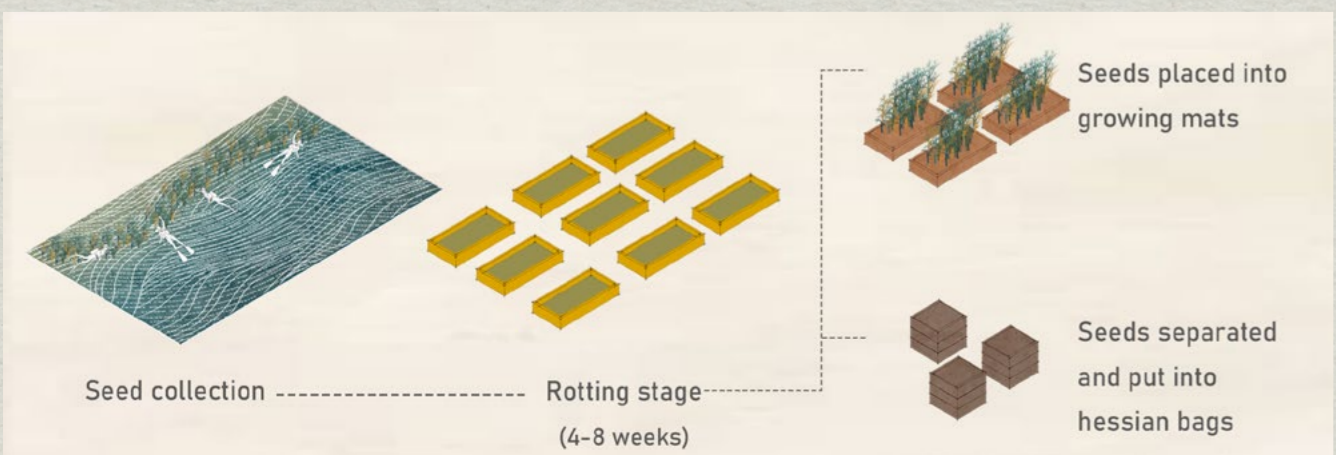 Seeds placed into
growing mats
Seed collection
Rotting stage
(4-8 weeks)
Seeds separated
and put into
hessian bags